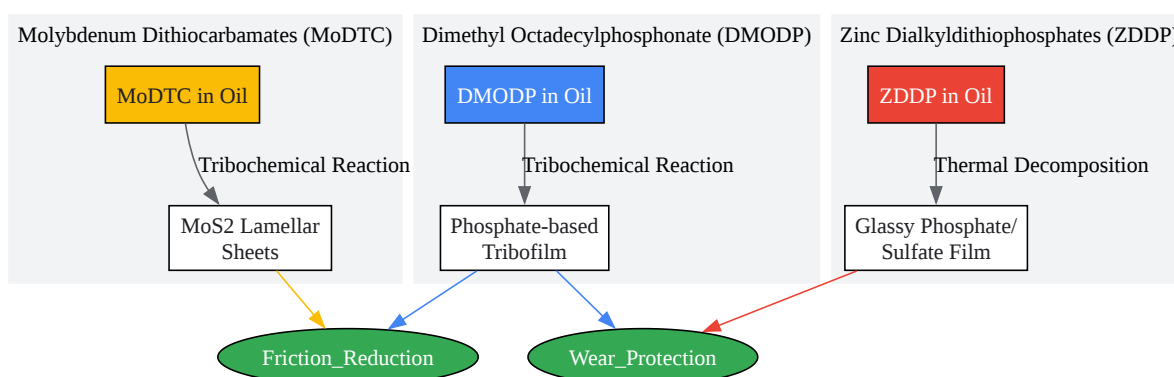 Molybdenum Dithiocarbamates (MoDTC)
Dimethyl Octadecylphosphonate (DMODP)
Zinc Dialkyldithiophosphates (ZDDP)
MoDTC in Oil
DMODP in Oil
ZDDP in Oil
Tribochemical Reaction
Tribochemical Reaction
Thermal Decomposition
MoS2 Lamellar
Sheets
Phosphate-based
Tribofilm
Glassy Phosphate/
Sulfate Film
Friction_Reduction
Wear_Protection